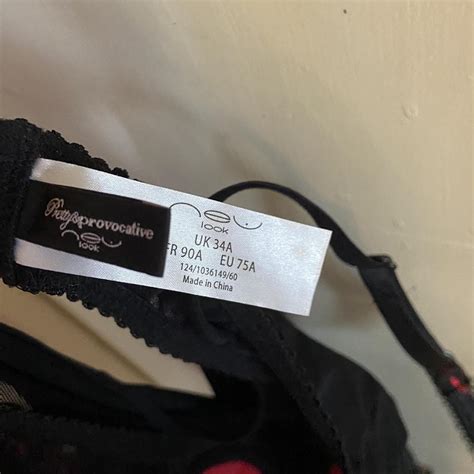 Pretty&provocative
new
look
new
look
UK 34A
FR 90A EU 75A
124/1036149/60
Made in China